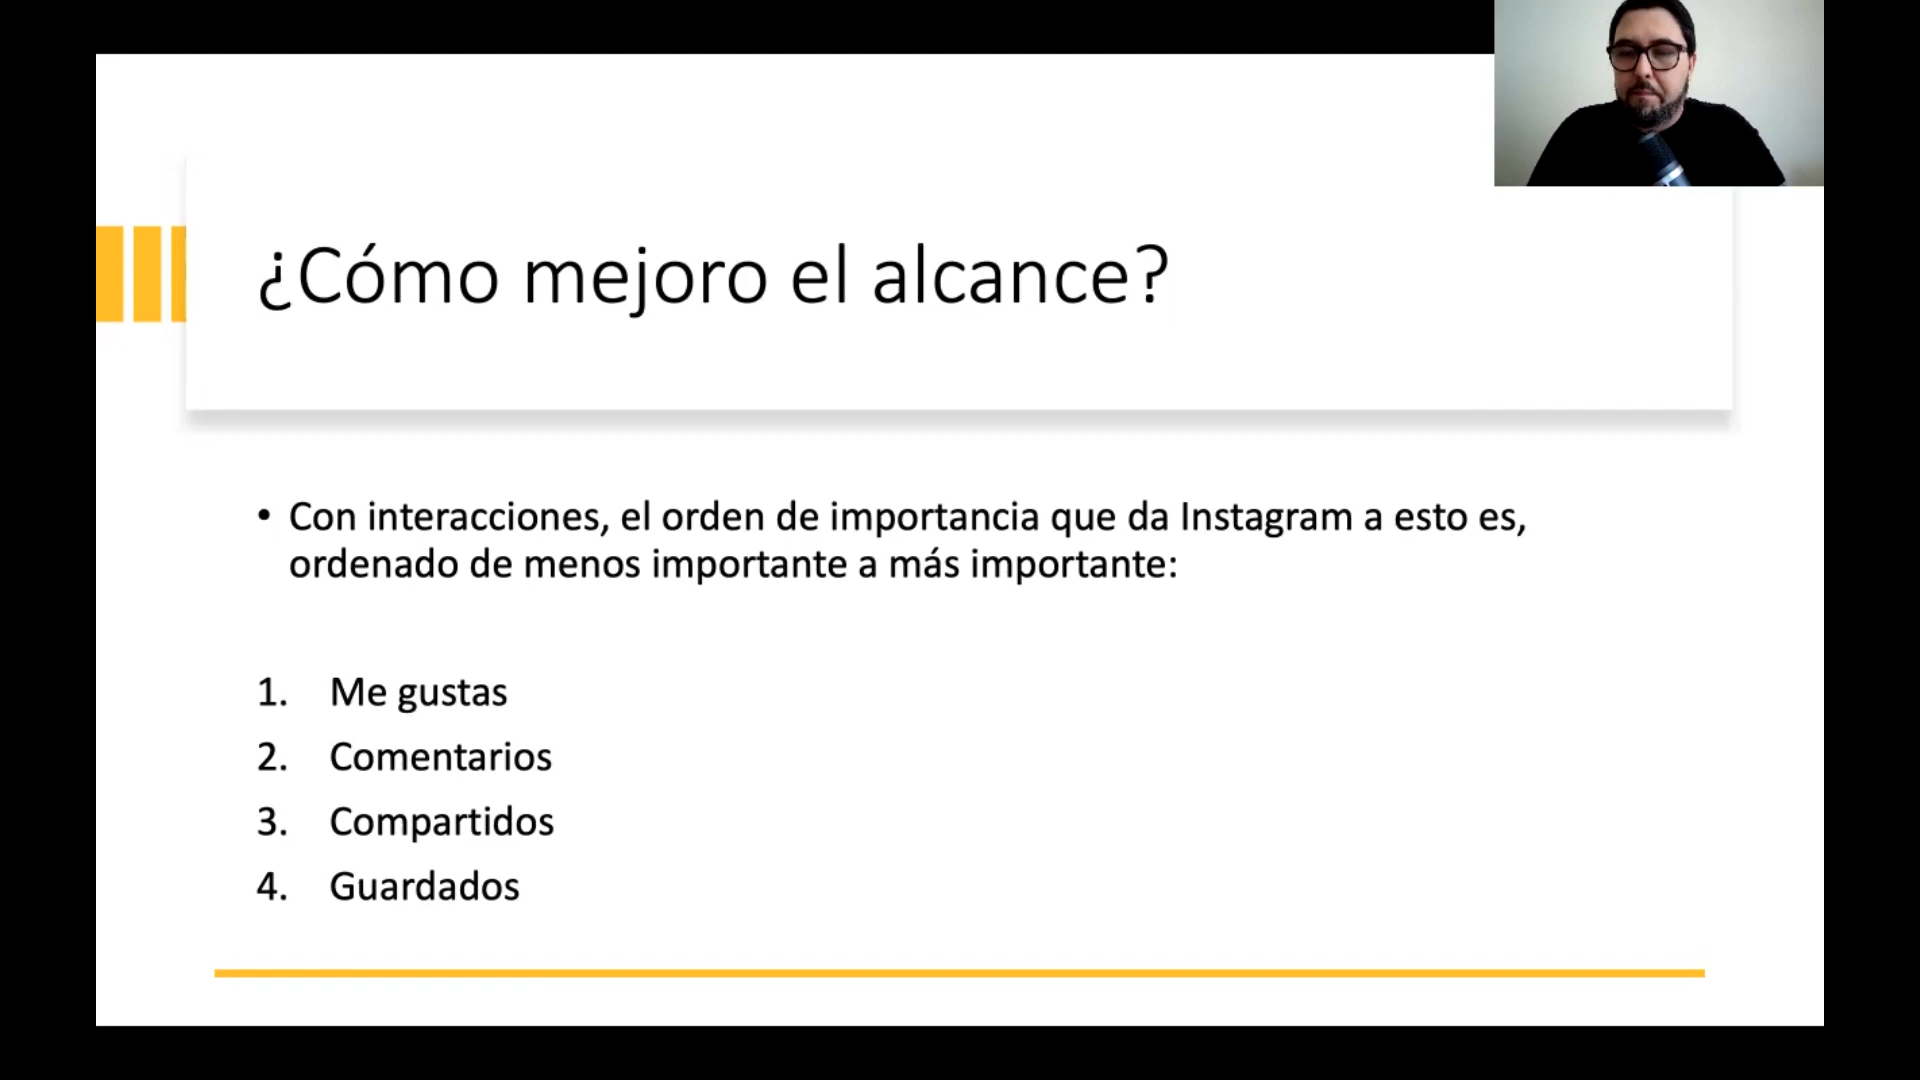 ¿Cómo mejoro el alcance?
• Con interacciones, el orden de importancia que da Instagram a esto es,
ordenado de menos importante a más importante:
1. Me gustas
2. Comentarios
3. Compartidos
4. Guardados